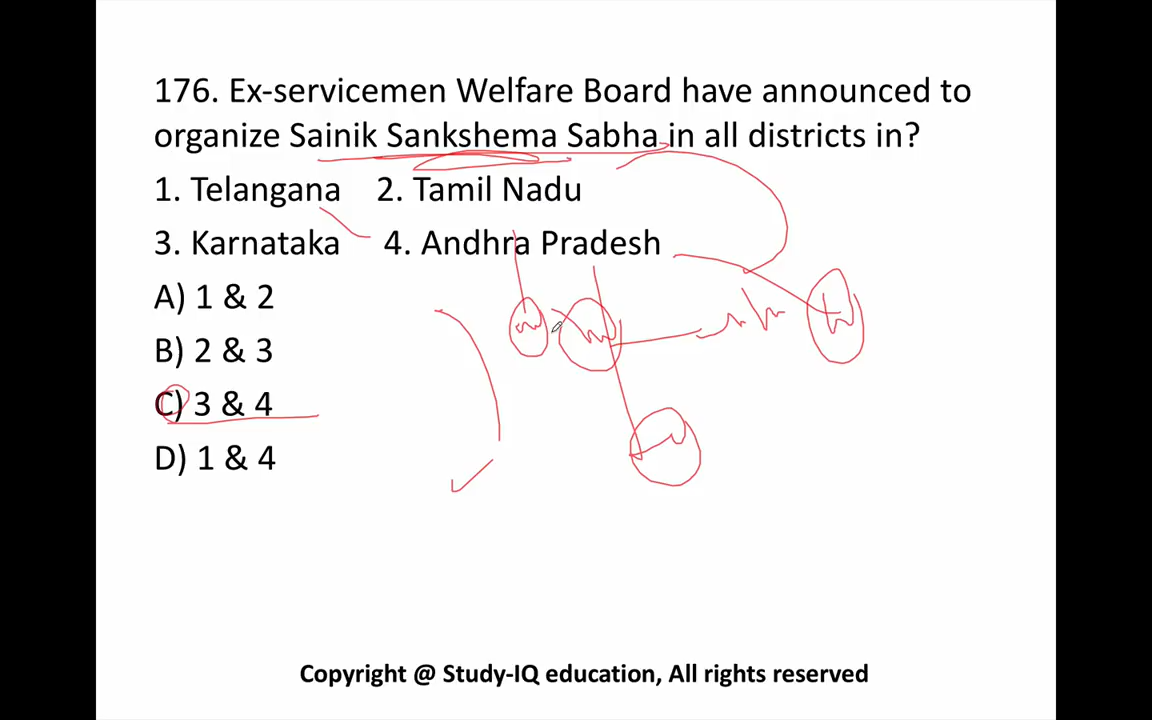 176. Ex-servicemen Welfare Board have announced to
organize Sainik Sankshema Sabha in all districts in?
1. Telangana 2. Tamil Nadu
3. Karnataka 4. Andhra Pradesh
A) 1 & 2
B) 2 & 3
C) 3 & 4
D) 1 & 4
Copyright @ Study-IQ education, All rights reserved